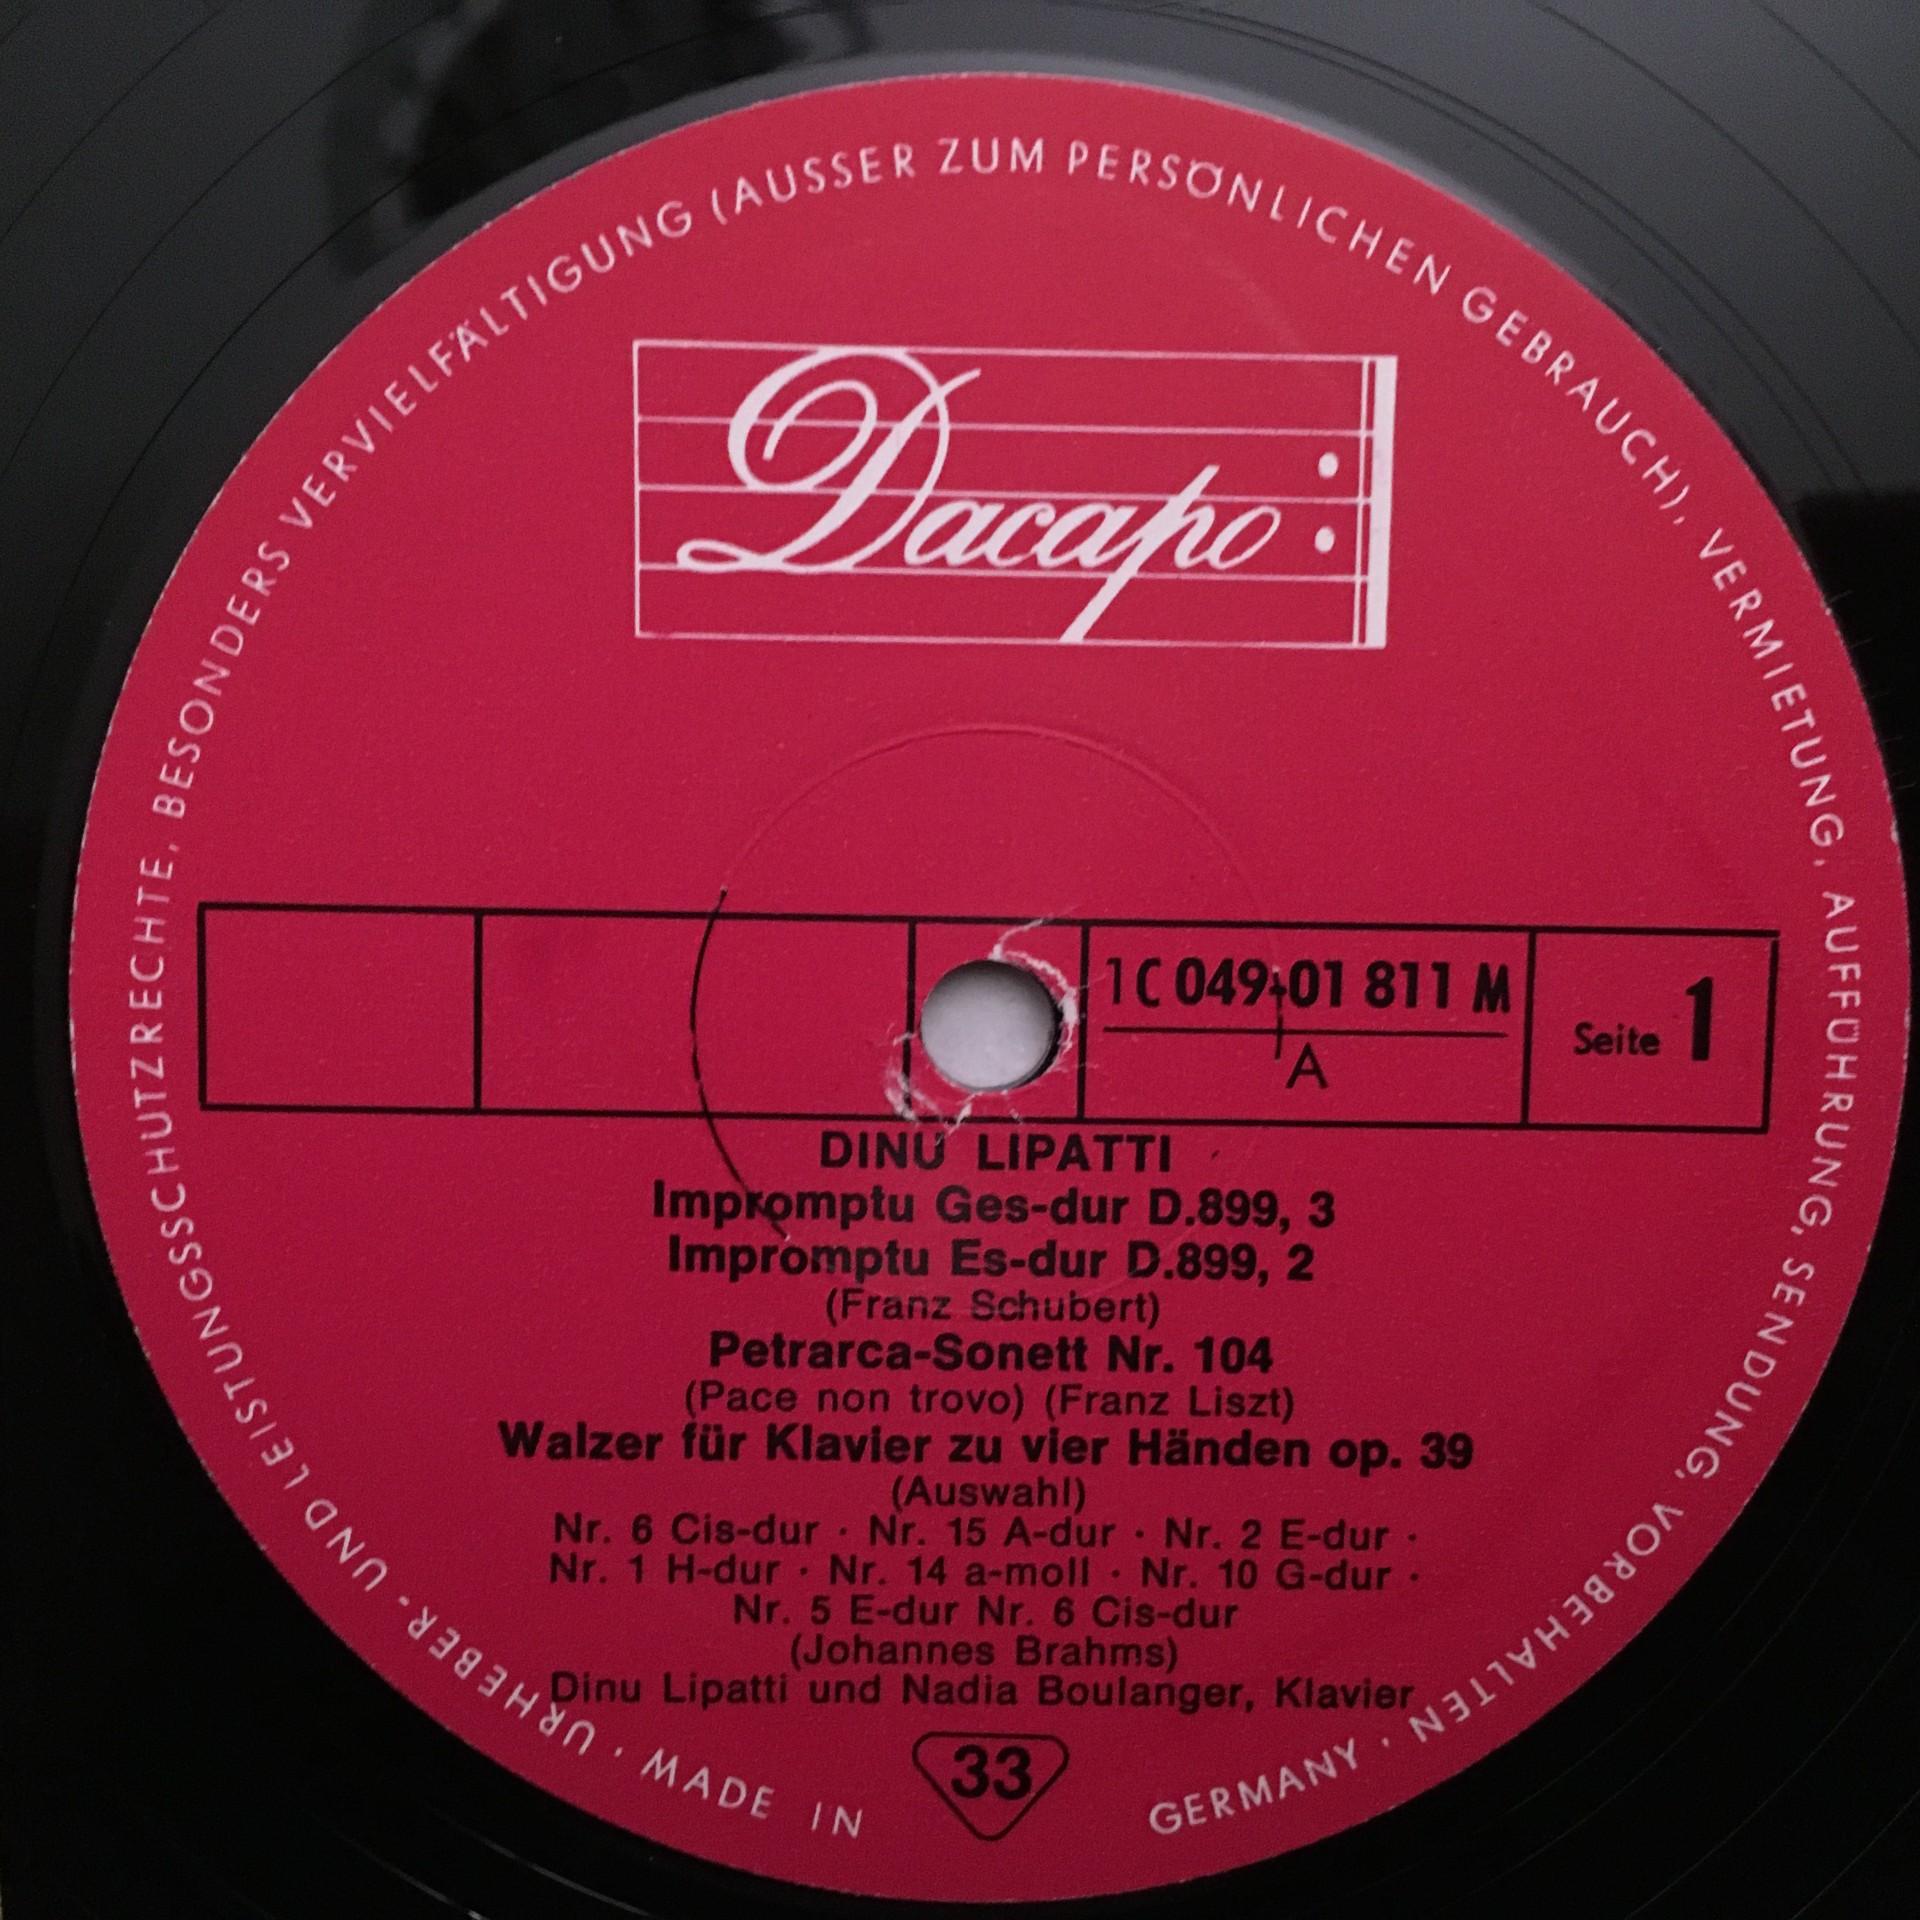 Dacapo
1C 049-01 811 M
A
Seite 1
DINU LIPATTI
Impromptu Ges-dur D.899, 3
Impromptu Es-dur D.899, 2
(Franz Schubert)
Petrarca-Sonett Nr. 104
(Pace non trovo) (Franz Liszt)
Walzer für Klavier zu vier Händen op. 39
(Auswahl)
Nr. 6 Cis-dur · Nr. 15 A-dur · Nr. 2 E-dur ·
Nr. 1 H-dur · Nr. 14 a-moll · Nr. 10 G-dur ·
Nr. 5 E-dur Nr. 6 Cis-dur
(Johannes Brahms)
Dinu Lipatti und Nadia Boulanger, Klavier
33
URHEBER- UND LEISTUNGSSCHUTZRECHTE, BESONDERS VERVIELFÄLTIGUNG (AUSSER ZUM PERSÖNLICHEN GEBRAUCH), VERMIETUNG, AUFFÜHRUNG, SENDUNG, VORBEHALTEN · GERMANY
· MADE IN